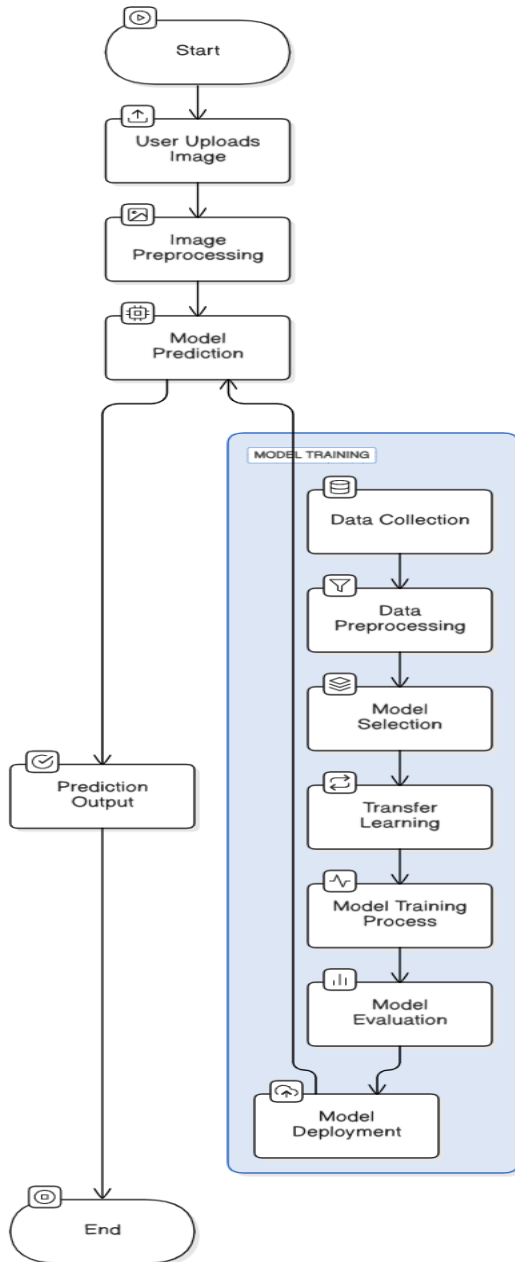 Start
User Uploads
Image
Image
Preprocessing
Model
Prediction
MODEL TRAINING
Data Collection
Data
Preprocessing
Model
Selection
Prediction
Output
Transfer
Learning
Model Training
Process
Model
Evaluation
Model
Deployment
End